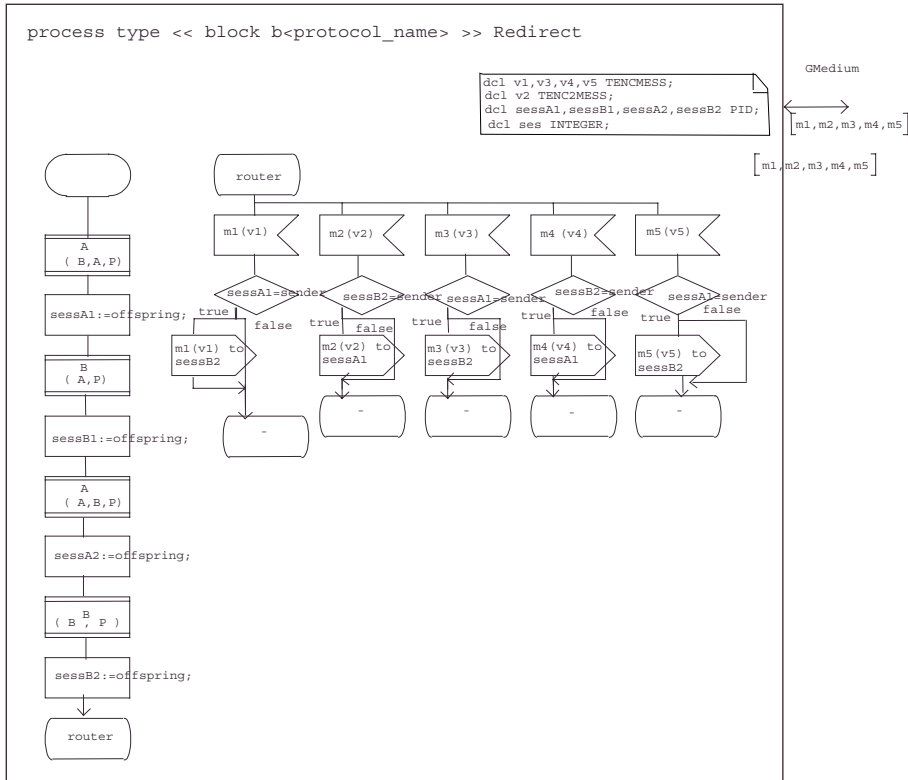 process type << block b<protocol_name> >> Redirect
GMedium
dcl v1,v3,v4,v5 TENCMESS;
dcl v2 TENC2MESS;
dcl sessA1,sessB1,sessA2,sessB2 PID;
dcl ses INTEGER;
[m1,m2,m3,m4,m5]
[m1,m2,m3,m4,m5]
A
( B,A,P)
sessA1:=offspring;
B
( A,P)
sessB1:=offspring;
A
( A,B,P)
sessA2:=offspring;
B
( B , P )
sessB2:=offspring;
router
router
m1(v1)
m2(v2)
m3(v3)
m4 (v4)
m5(v5)
sessA1=sender
sessB2=sender
sessA1=sender
sessB2=sender
sessA1=sender
true
false
true
false
true
false
true
false
true
false
m1(v1) to
sessB2
m2(v2) to
sessA1
m3(v3) to
sessB2
m4(v4) to
sessA1
m5(v5) to
sessB2
-
-
-
-
-